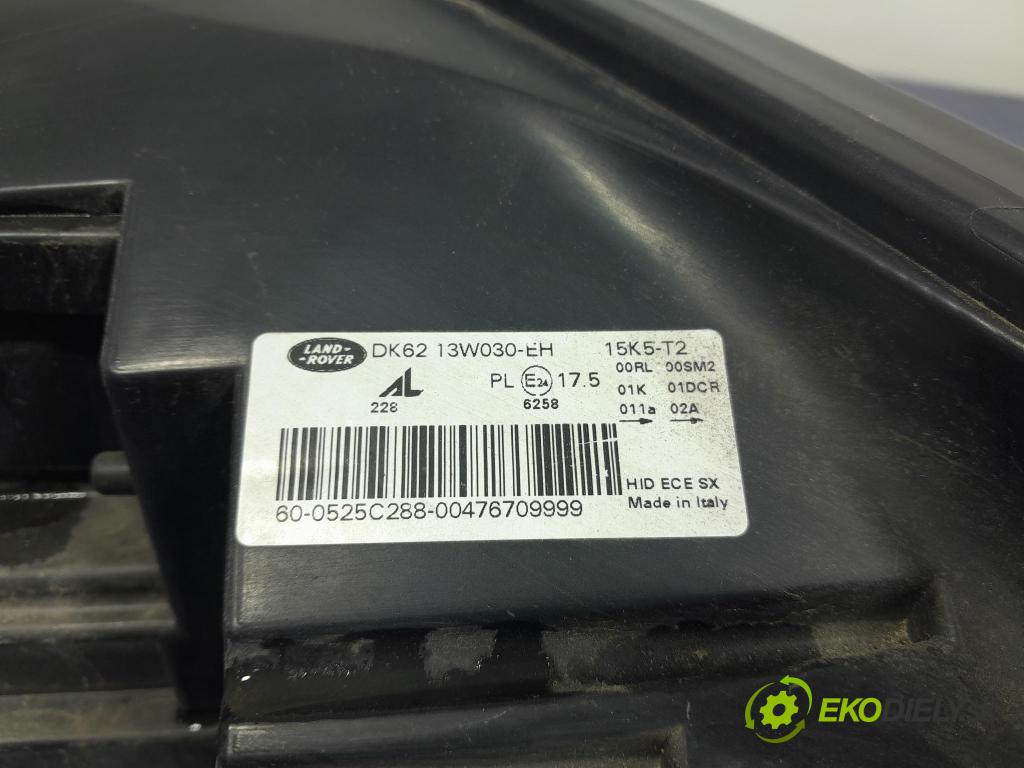 LAND-
-ROVER
DK62 13W030-EH 15K5-T2
AL
228
PL E24 17.5
6258
00RL 00SM2
01K 01DCR
011a 02A
60-0525C288-00476709999
HID ECE SX
Made in Italy
EKODIELY